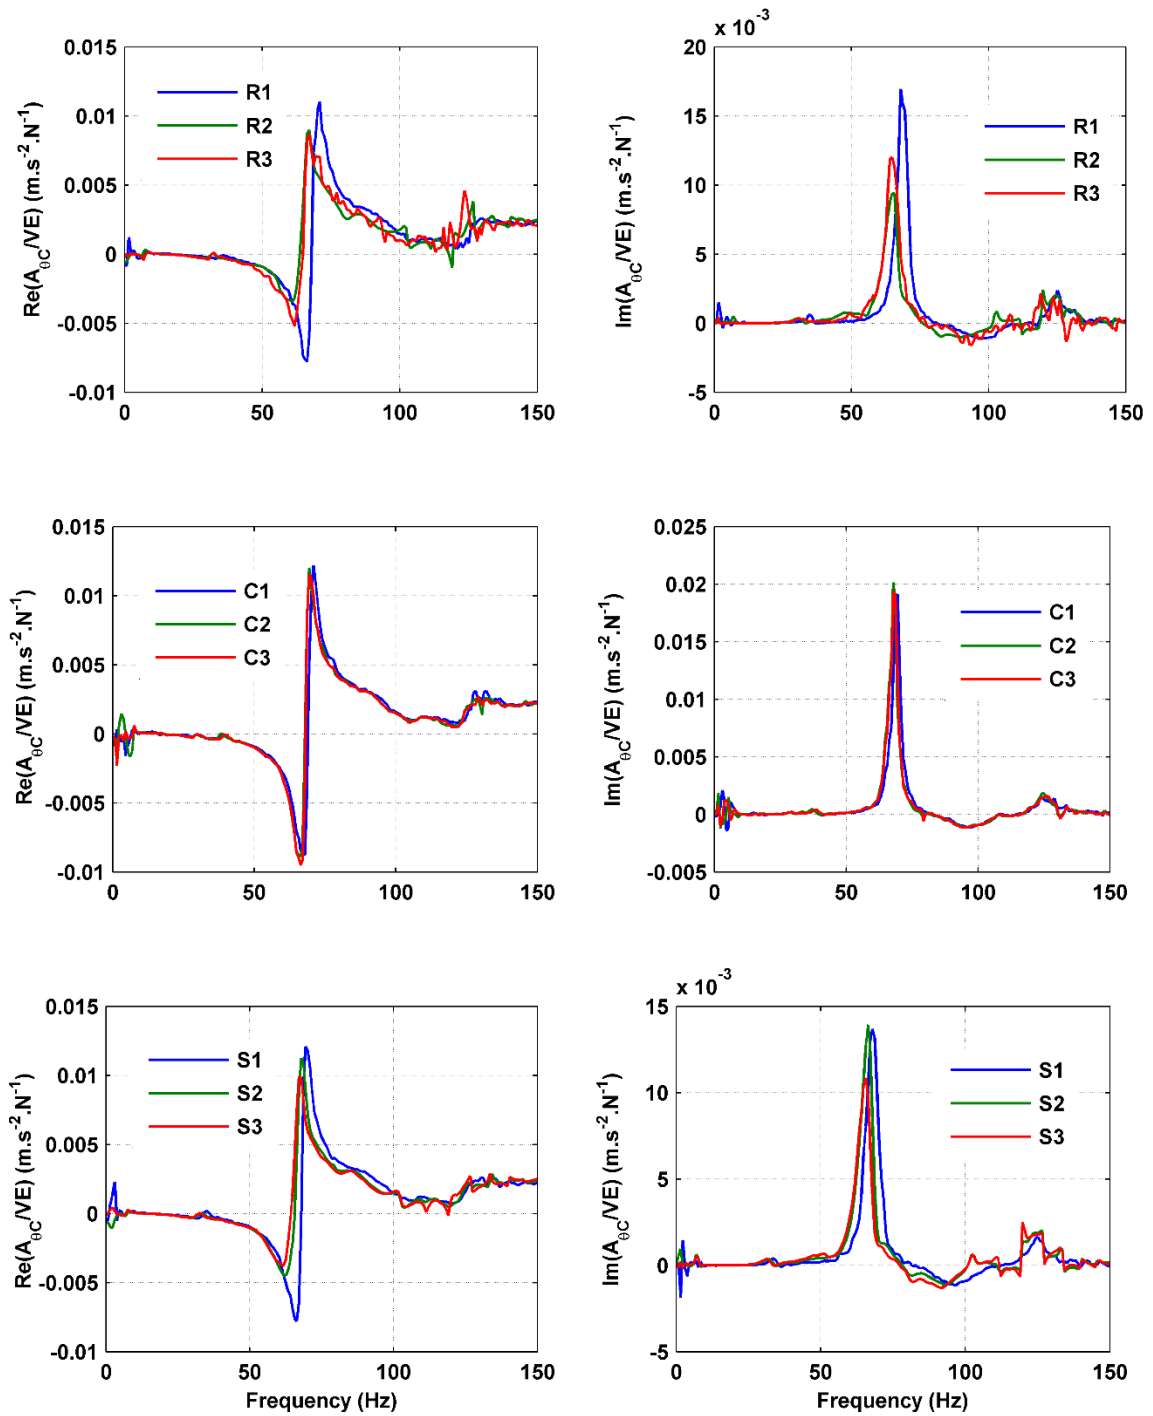 0.015
0.01
0.005
0
-0.005
-0.01
0
50
100
150
Re(A_θC/VE) (m.s⁻².N⁻¹)
R1
R2
R3
x 10⁻³
20
15
10
5
0
-5
0
50
100
150
Im(A_θC/VE) (m.s⁻².N⁻¹)
R1
R2
R3
0.015
0.01
0.005
0
-0.005
-0.01
0
50
100
150
Re(A_θC/VE) (m.s⁻².N⁻¹)
C1
C2
C3
0.025
0.02
0.015
0.01
0.005
0
-0.005
0
50
100
150
Im(A_θC/VE) (m.s⁻².N⁻¹)
C1
C2
C3
0.015
0.01
0.005
0
-0.005
-0.01
0
50
100
150
Re(A_θC/VE) (m.s⁻².N⁻¹)
S1
S2
S3
Frequency (Hz)
x 10⁻³
15
10
5
0
-5
0
50
100
150
Im(A_θC/VE) (m.s⁻².N⁻¹)
S1
S2
S3
Frequency (Hz)